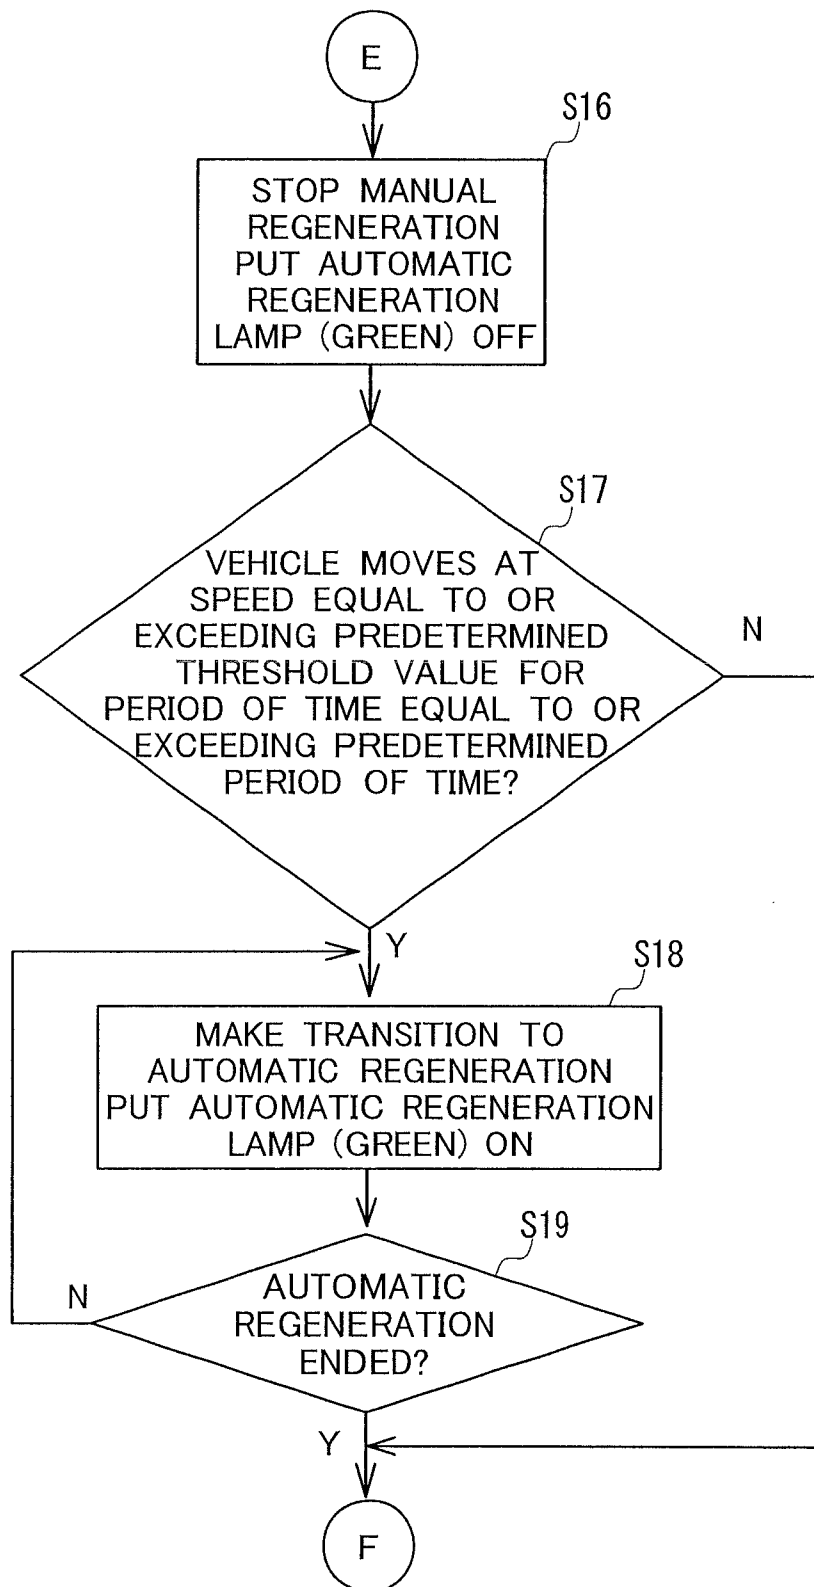 E
S16
STOP MANUAL
REGENERATION
PUT AUTOMATIC
REGENERATION
LAMP (GREEN) OFF
S17
VEHICLE MOVES AT
SPEED EQUAL TO OR
EXCEEDING PREDETERMINED
THRESHOLD VALUE FOR
PERIOD OF TIME EQUAL TO OR
EXCEEDING PREDETERMINED
PERIOD OF TIME?
N
Y
S18
MAKE TRANSITION TO
AUTOMATIC REGENERATION
PUT AUTOMATIC REGENERATION
LAMP (GREEN) ON
S19
AUTOMATIC
REGENERATION
ENDED?
N
Y
F